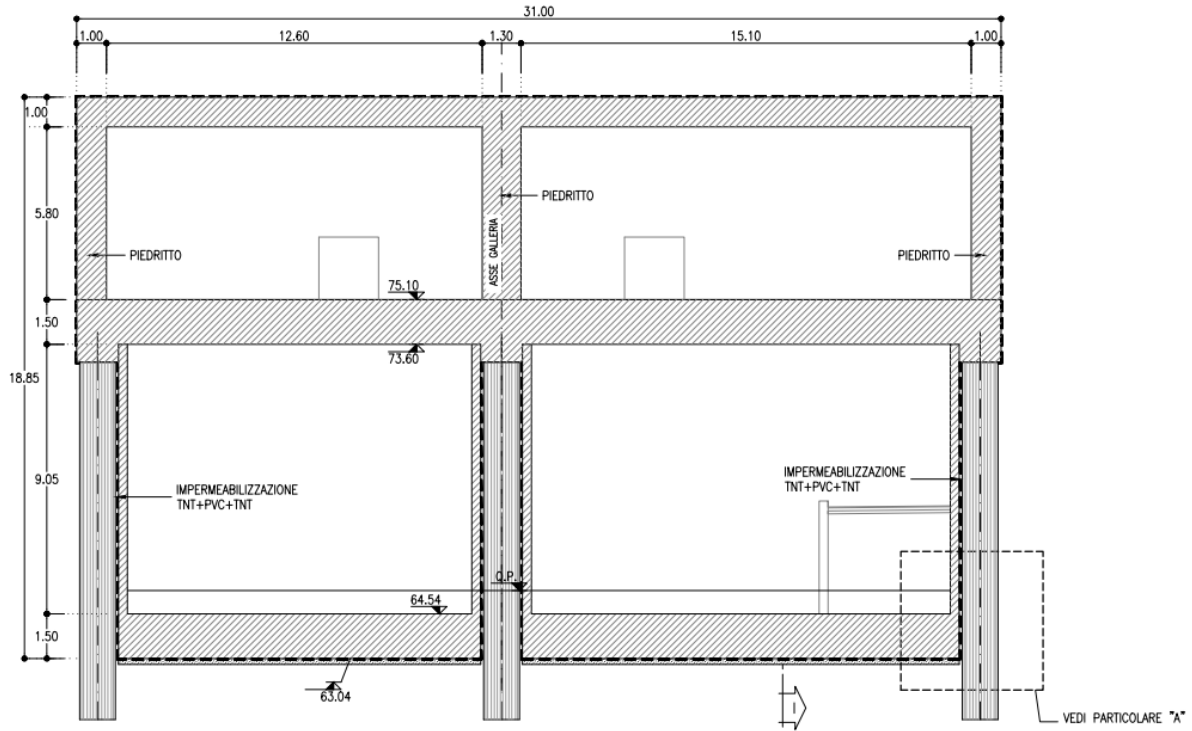 31.00
1.00
12.60
1.30
15.10
1.00
1.00
5.80
PIEDRITTO
PIEDRITTO
ASSE GALLERIA
PIEDRITTO
75.10
1.50
73.60
18.85
9.05
IMPERMEABILIZZAZIONE
TNT+PVC+TNT
IMPERMEABILIZZAZIONE
TNT+PVC+TNT
Q.P.
64.54
1.50
63.04
VEDI PARTICOLARE "A"